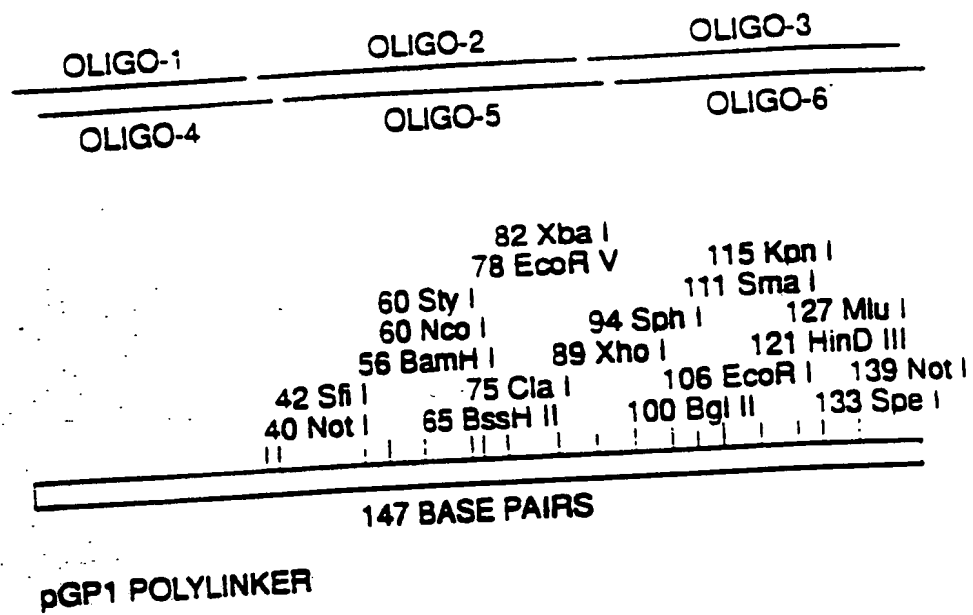 OLIGO-1 OLIGO-2 OLIGO-3
OLIGO-4 OLIGO-5 OLIGO-6
82 Xba I
78 EcoR V
115 Kpn I
111 Sma I
60 Sty I
60 Nco I
94 Sph I
127 Mlu I
56 BamH I
89 Xho I
121 HinD III
42 Sfi I
75 Cla I
106 EcoR I
139 Not I
40 Not I
65 BssH II
100 Bgl II
133 Spe I
147 BASE PAIRS
pGP1 POLYLINKER